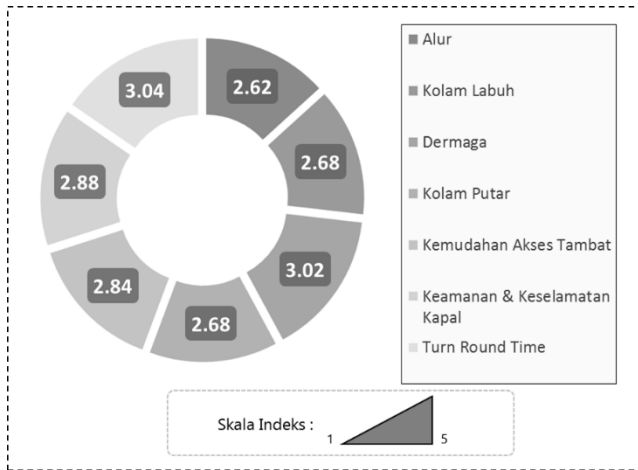 3.04
2.62
2.88
2.68
2.84
3.02
2.68
Alur
Kolam Labuh
Dermaga
Kolam Putar
Kemudahan Akses Tambat
Keamanan & Keselamatan
Kapal
Turn Round Time
Skala Indeks :
1
5